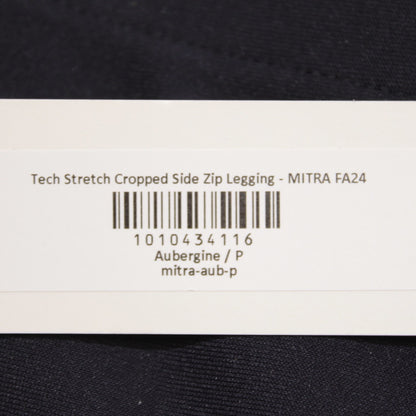 Tech Stretch Cropped Side Zip Legging - MITRA FA24
1010434116
Aubergine / P
mitra-aub-p